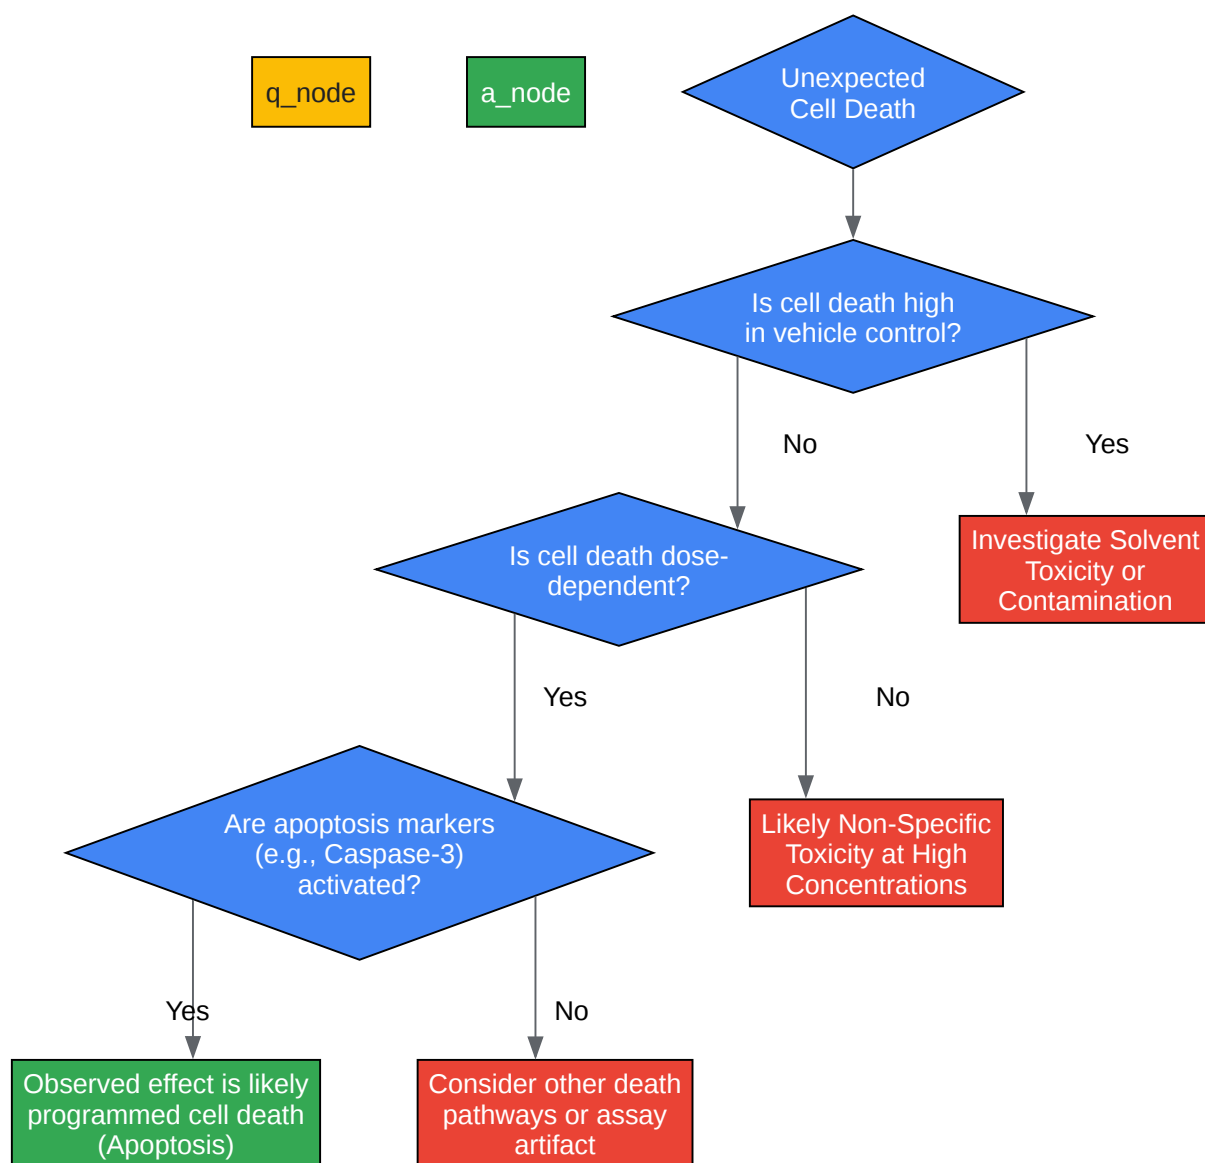 q_node
a_node
Unexpected
Cell Death
Is cell death high
in vehicle control?
No
Yes
Is cell death dose-
dependent?
Investigate Solvent
Toxicity or
Contamination
Yes
No
Are apoptosis markers
(e.g., Caspase-3)
activated?
Likely Non-Specific
Toxicity at High
Concentrations
Yes
No
Observed effect is likely
programmed cell death
(Apoptosis)
Consider other death
pathways or assay
artifact